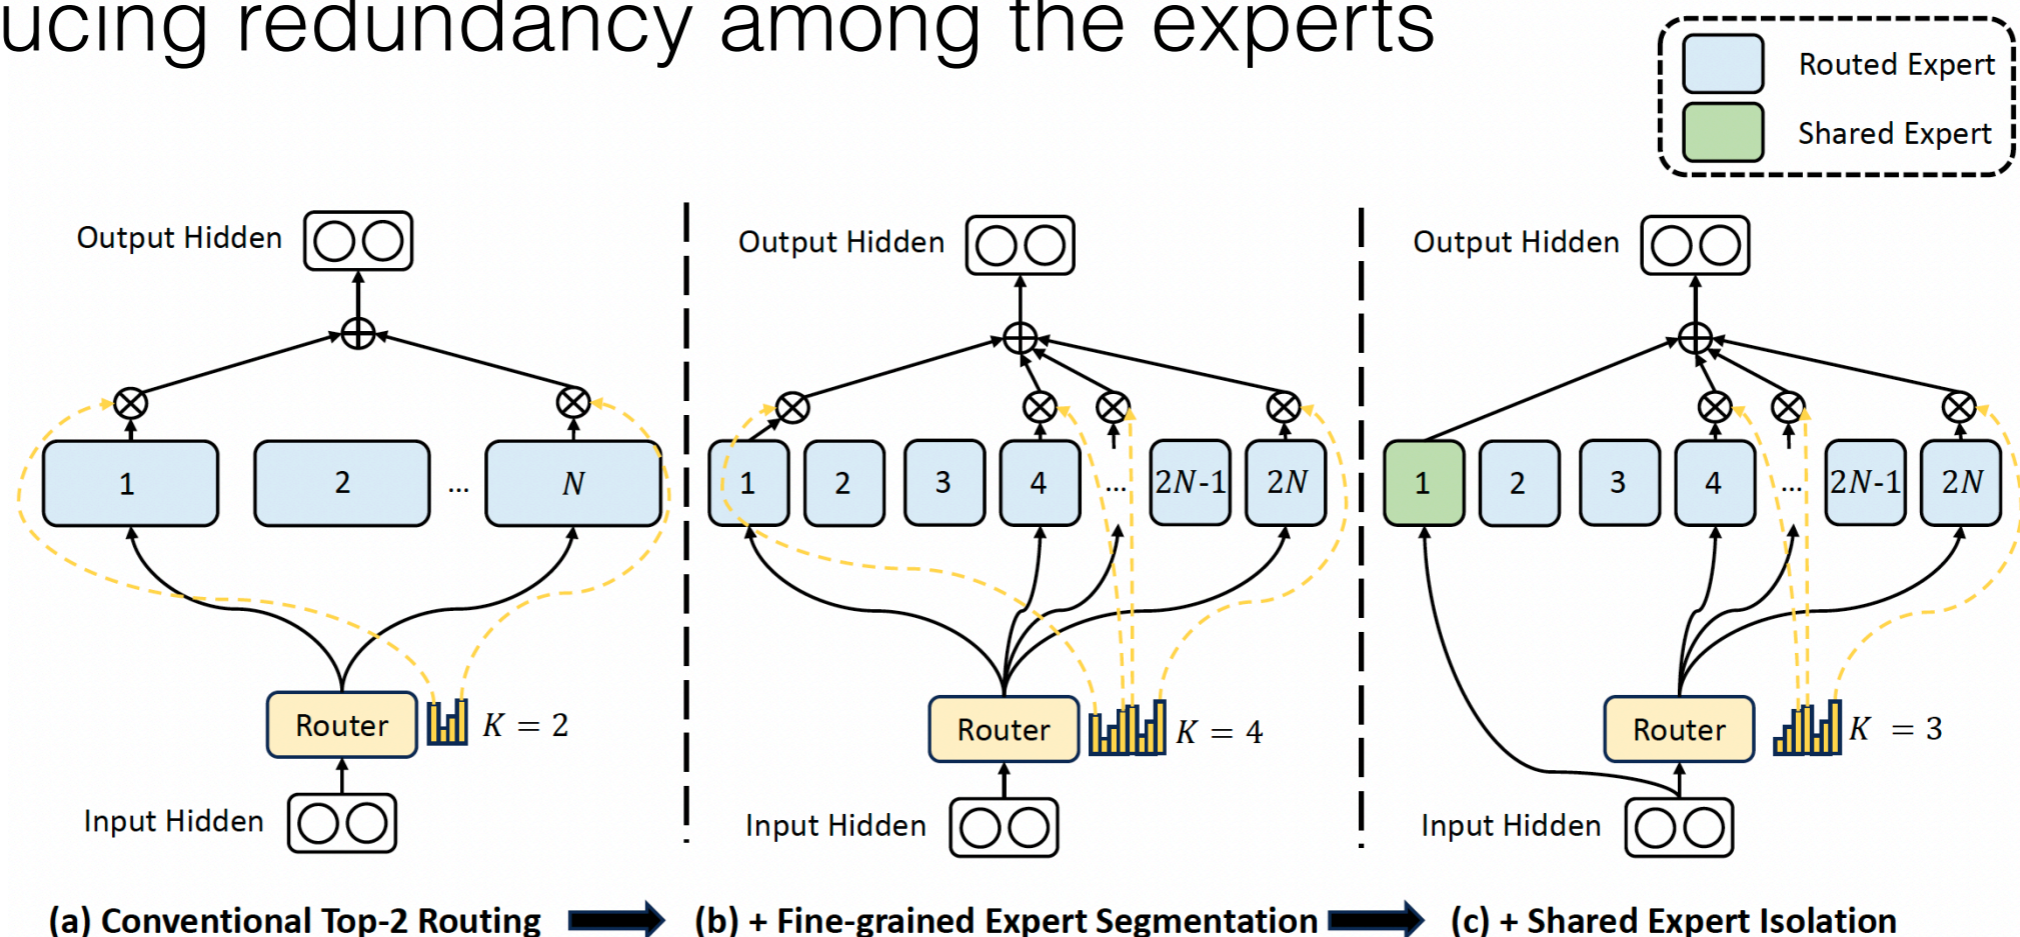 ucing redundancy among the experts
Routed Expert
Shared Expert
Output Hidden
1
2
...
N
Router
K = 2
Input Hidden
(a) Conventional Top-2 Routing
Output Hidden
1
2
3
4
...
2N-1
2N
Router
K = 4
Input Hidden
(b) + Fine-grained Expert Segmentation
Output Hidden
1
2
3
4
...
2N-1
2N
Router
K = 3
Input Hidden
(c) + Shared Expert Isolation